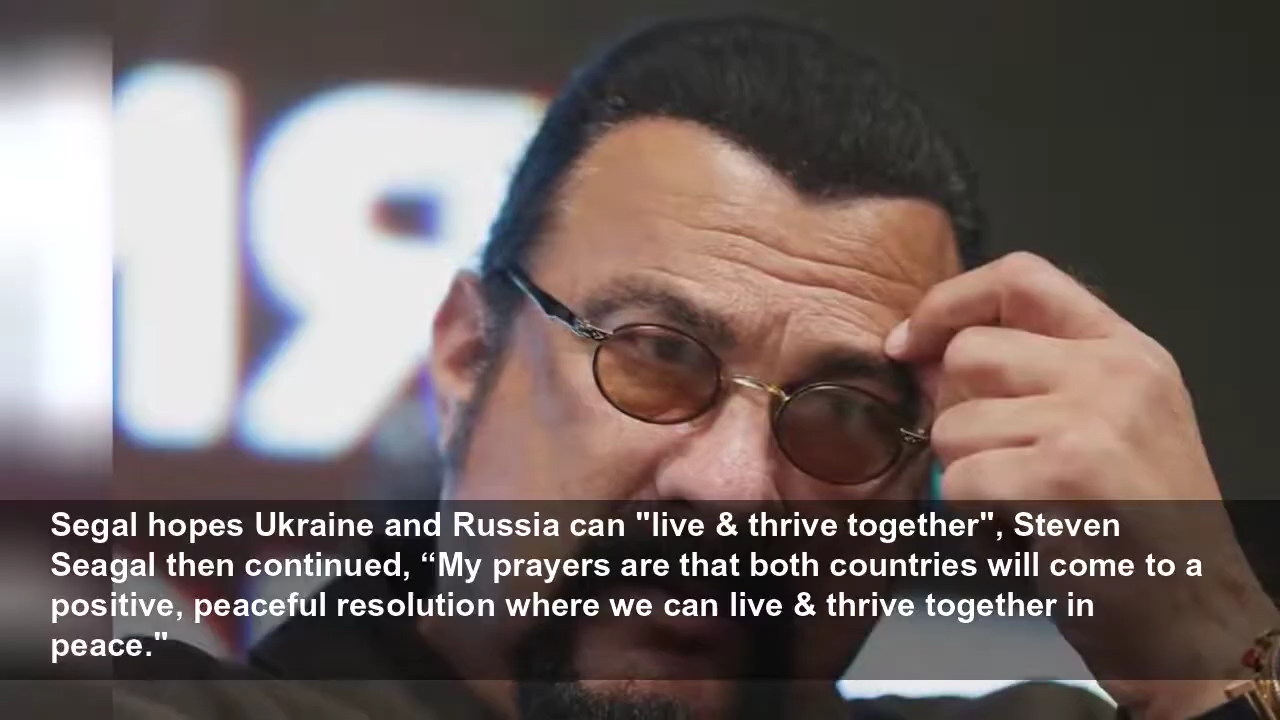 ІЯ
Segal hopes Ukraine and Russia can "live & thrive together", Steven
Seagal then continued, “My prayers are that both countries will come to a
positive, peaceful resolution where we can live & thrive together in
peace."